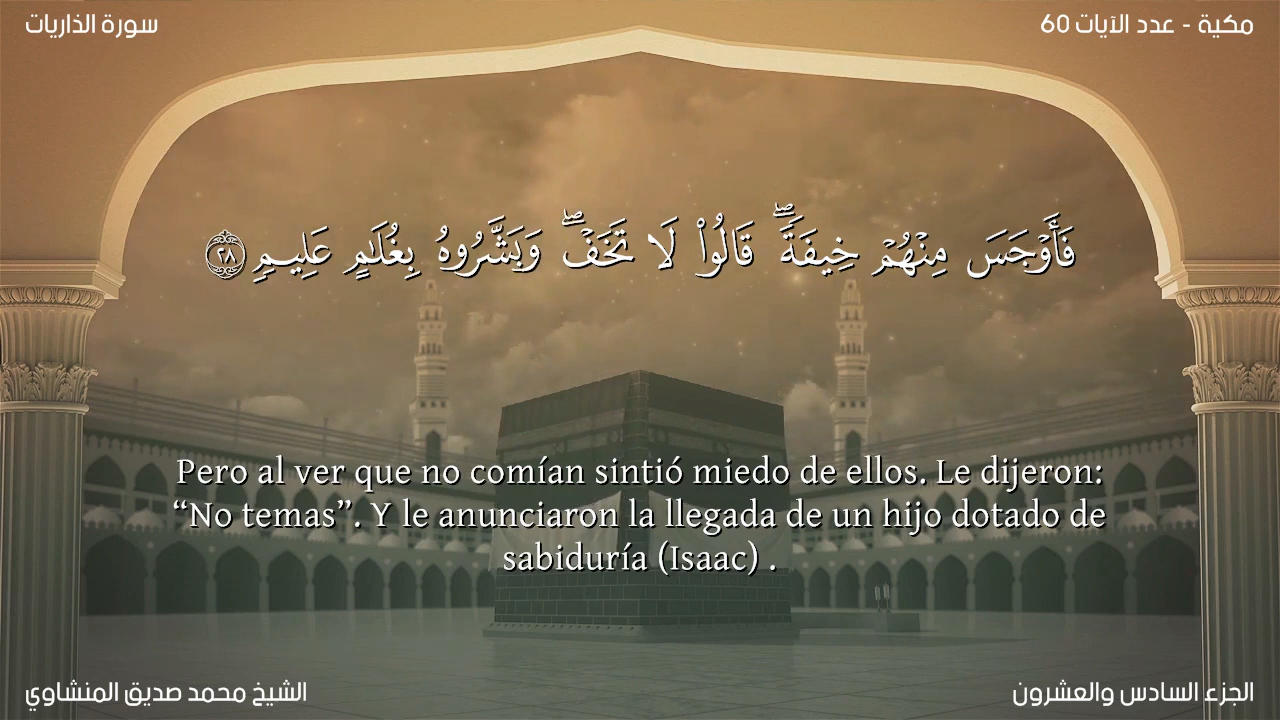 سورة الذاريات
مكية - عدد الآيات 60
فَأَوۡجَسَ مِنۡهُمۡ خِيفَةٗۖ قَالُواْ لَا تَخَفۡۖ وَبَشَّرُوهُ بِغُلَٰمٍ عَلِيمٖ ٢٨
Pero al ver que no comían sintió miedo de ellos. Le dijeron:
“No temas”. Y le anunciaron la llegada de un hijo dotado de
sabiduría (Isaac) .
الشيخ محمد صديق المنشاوي
الجزء السادس والعشرون